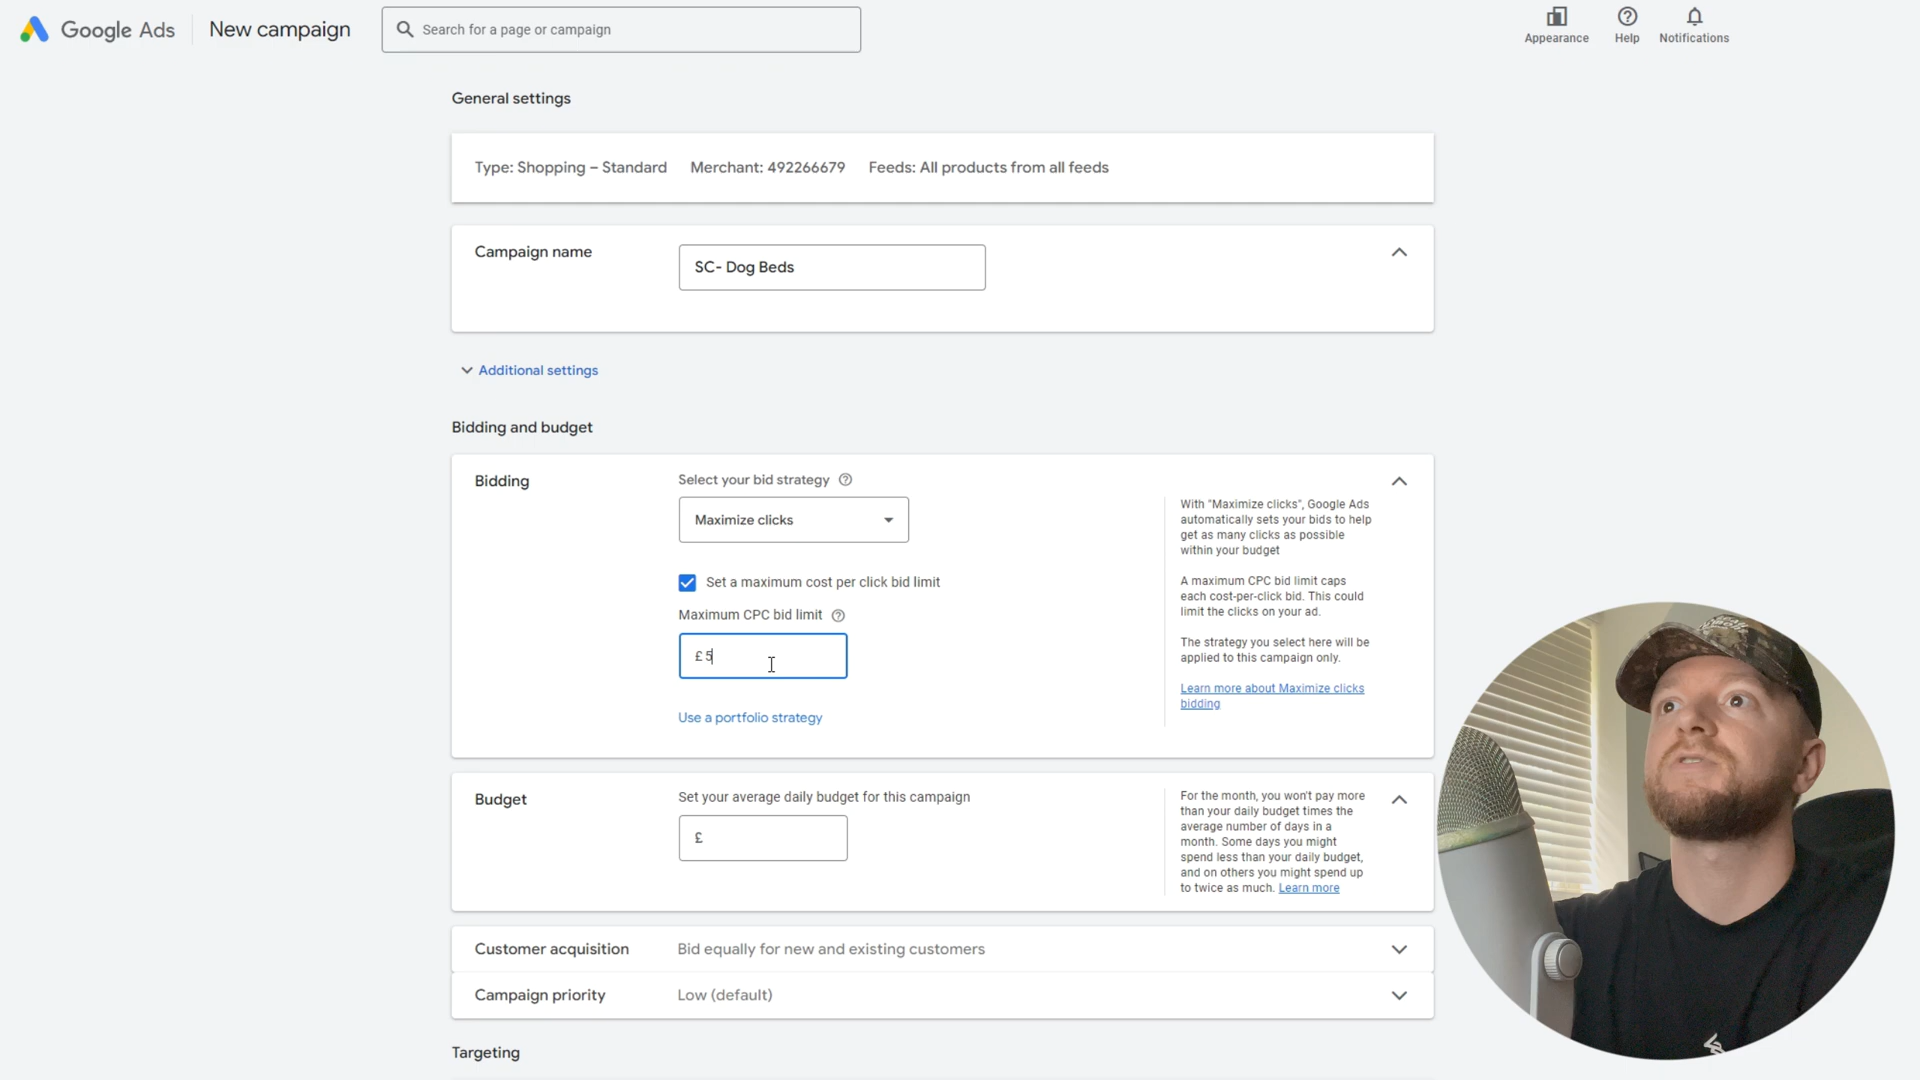 Google Ads
New campaign
Search for a page or campaign
Appearance
Help
Notifications
General settings
Type: Shopping – Standard Merchant: 492266679 Feeds: All products from all feeds
Campaign name
SC- Dog Beds
Additional settings
Bidding and budget
Bidding
Select your bid strategy
Maximize clicks
Set a maximum cost per click bid limit
Maximum CPC bid limit
£ 5
Use a portfolio strategy
With "Maximize clicks", Google Ads
automatically sets your bids to help
get as many clicks as possible
within your budget
A maximum CPC bid limit caps
each cost-per-click bid. This could
limit the clicks on your ad.
The strategy you select here will be
applied to this campaign only.
Learn more about Maximize clicks
bidding
Budget
Set your average daily budget for this campaign
£
For the month, you won't pay more
than your daily budget times the
average number of days in a
month. Some days you might
spend less than your daily budget,
and on others you might spend up
to twice as much. Learn more
Customer acquisition
Bid equally for new and existing customers
Campaign priority
Low (default)
Targeting